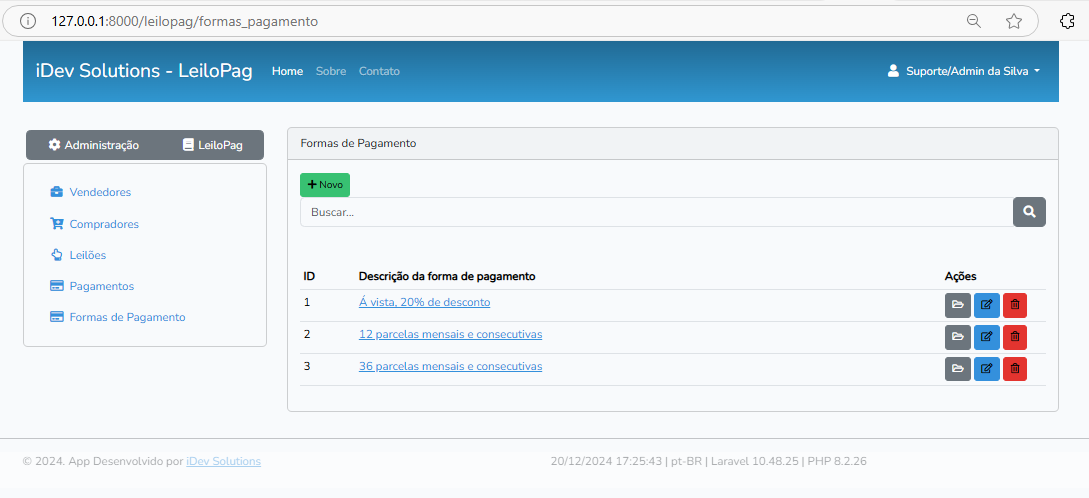 127.0.0.1:8000/leilopag/formas_pagamento
iDev Solutions - LeiloPag Home Sobre Contato Suporte/Admin da Silva
Administração LeiloPag
Vendedores
Compradores
Leilões
Pagamentos
Formas de Pagamento
Formas de Pagamento
Novo
Buscar...
ID Descrição da forma de pagamento Ações
1 Á vista, 20% de desconto
2 12 parcelas mensais e consecutivas
3 36 parcelas mensais e consecutivas
© 2024. App Desenvolvido por iDev Solutions 20/12/2024 17:25:43 | pt-BR | Laravel 10.48.25 | PHP 8.2.26